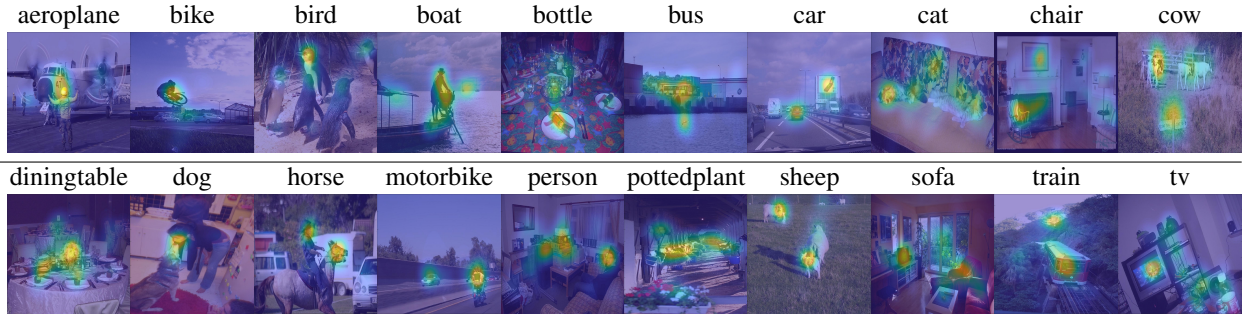 aeroplane bike bird boat bottle bus car cat chair cow
diningtable dog horse motorbike person pottedplant sheep sofa train tv